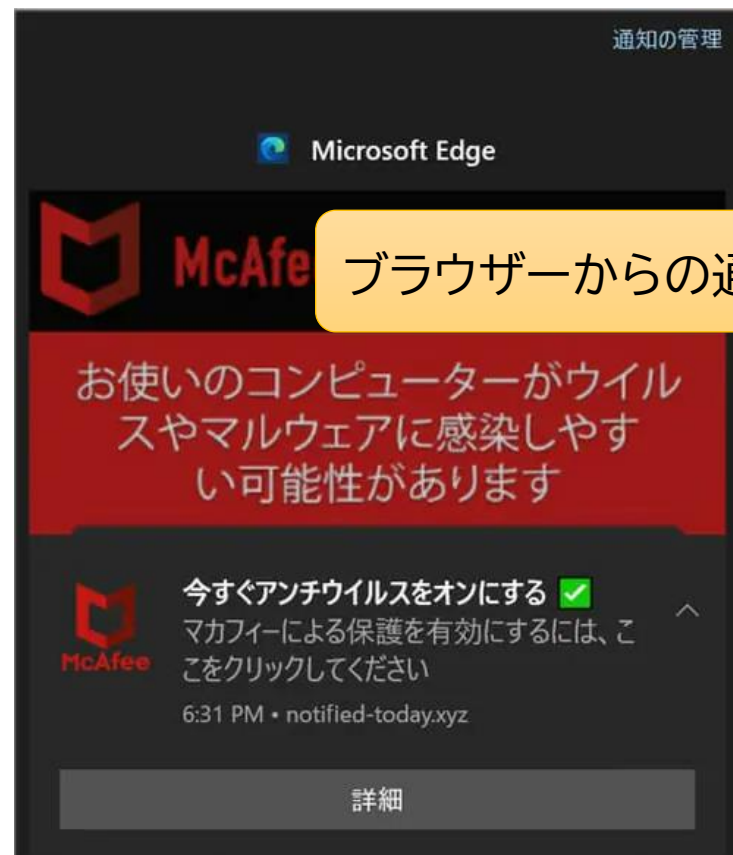 通知の管理
Microsoft Edge
McAfe
ブラウザーからの通
お使いのコンピューターがウイル
スやマルウェアに感染しやす
い可能性があります
今すぐアンチウイルスをオンにする ✅
マカフィーによる保護を有効にするには、こ
こをクリックしてください
McAfee
6:31 PM • notified-today.xyz
詳細